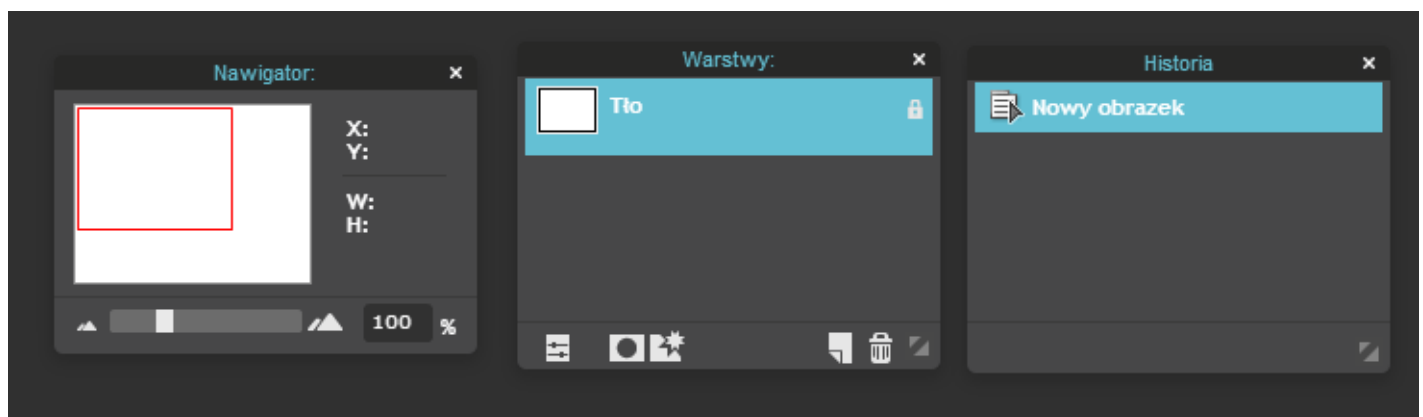 Nawigator:
X:
Y:
W:
H:
100 %
Warstwy:
Tło
Historia
Nowy obrazek